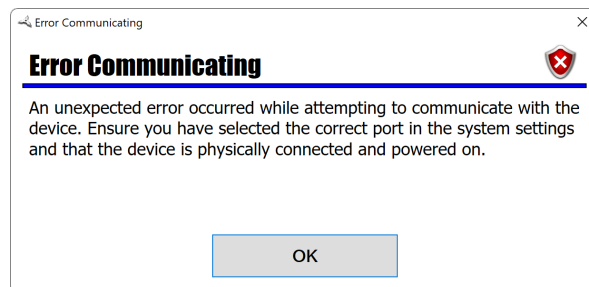 Error Communicating
Error Communicating
An unexpected error occurred while attempting to communicate with the
device. Ensure you have selected the correct port in the system settings
and that the device is physically connected and powered on.
OK